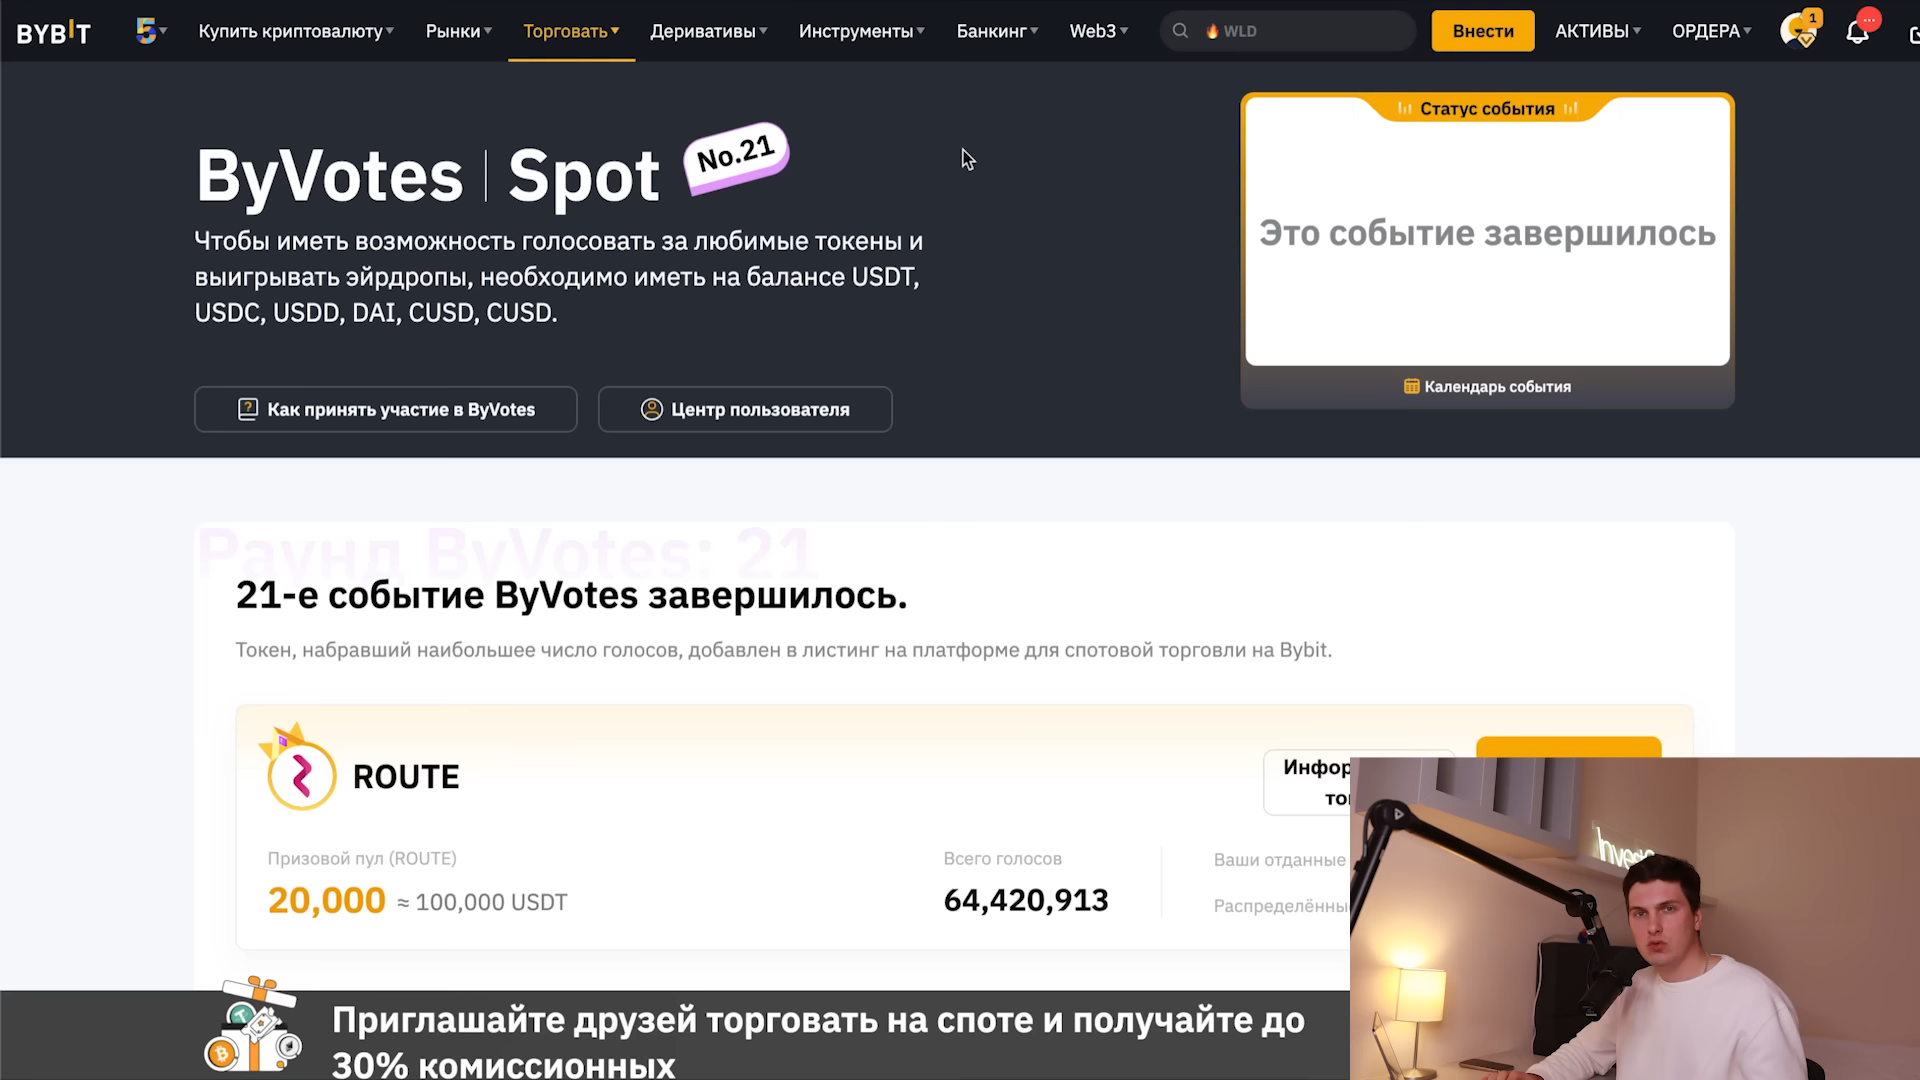 BYBIT
5
Купить криптовалюту
Рынки
Торговать
Деривативы
Инструменты
Банкинг
Web3
WLD
Внести
АКТИВЫ
ОРДЕРА
1
ByVotes | Spot
No.21
Чтобы иметь возможность голосовать за любимые токены и
выигрывать эйрдропы, необходимо иметь на балансе USDT,
USDC, USDD, DAI, CUSD, CUSD.
Как принять участие в ByVotes
Центр пользователя
Статус события
Это событие завершилось
Календарь события
Раунд ByVotes: 21
21-е событие ByVotes завершилось.
Токен, набравший наибольшее число голосов, добавлен в листинг на платформе для спотовой торговли на Bybit.
ROUTE
Призовой пул (ROUTE)
20,000 ≈ 100,000 USDT
Всего голосов
64,420,913
Ваши отданные
Приглашайте друзей торговать на споте и получайте до
30% комиссионных